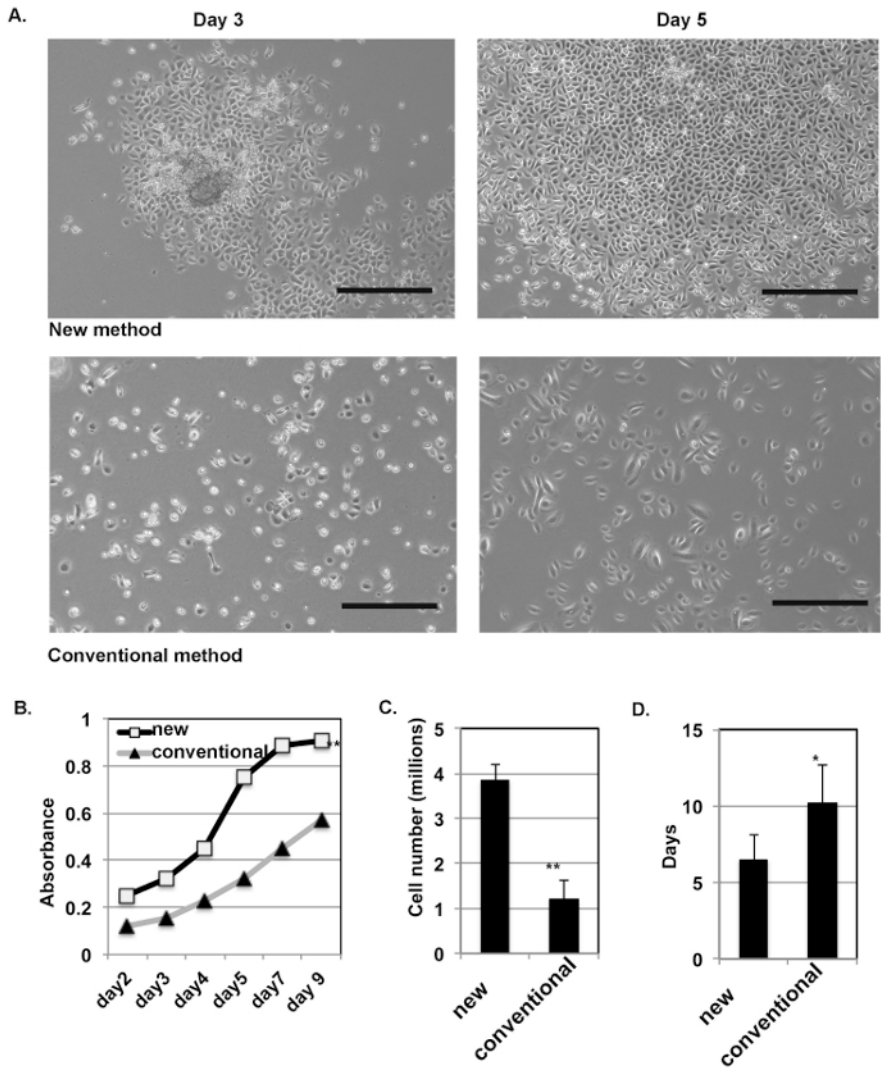 A.
Day 3
Day 5
New method
Conventional method
B.
1
0.8
0.6
0.4
0.2
0
Absorbance
new
conventional
**
day2
day3
day4
day5
day7
day 9
C.
5
4
3
2
1
0
Cell number (millions)
**
new
conventional
D.
15
10
5
0
Days
*
new
conventional